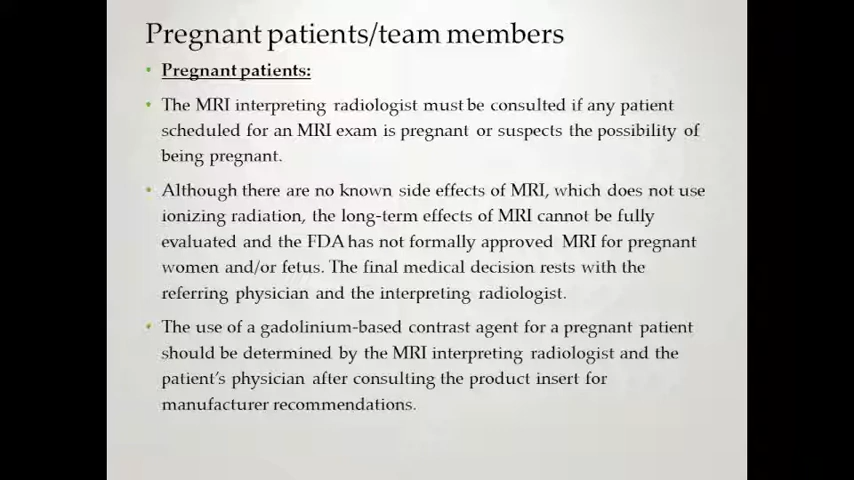 Pregnant patients/team members
• Pregnant patients:
• The MRI interpreting radiologist must be consulted if any patient
scheduled for an MRI exam is pregnant or suspects the possibility of
being pregnant.
• Although there are no known side effects of MRI, which does not use
ionizing radiation, the long-term effects of MRI cannot be fully
evaluated and the FDA has not formally approved MRI for pregnant
women and/or fetus. The final medical decision rests with the
referring physician and the interpreting radiologist.
• The use of a gadolinium-based contrast agent for a pregnant patient
should be determined by the MRI interpreting radiologist and the
patient's physician after consulting the product insert for
manufacturer recommendations.